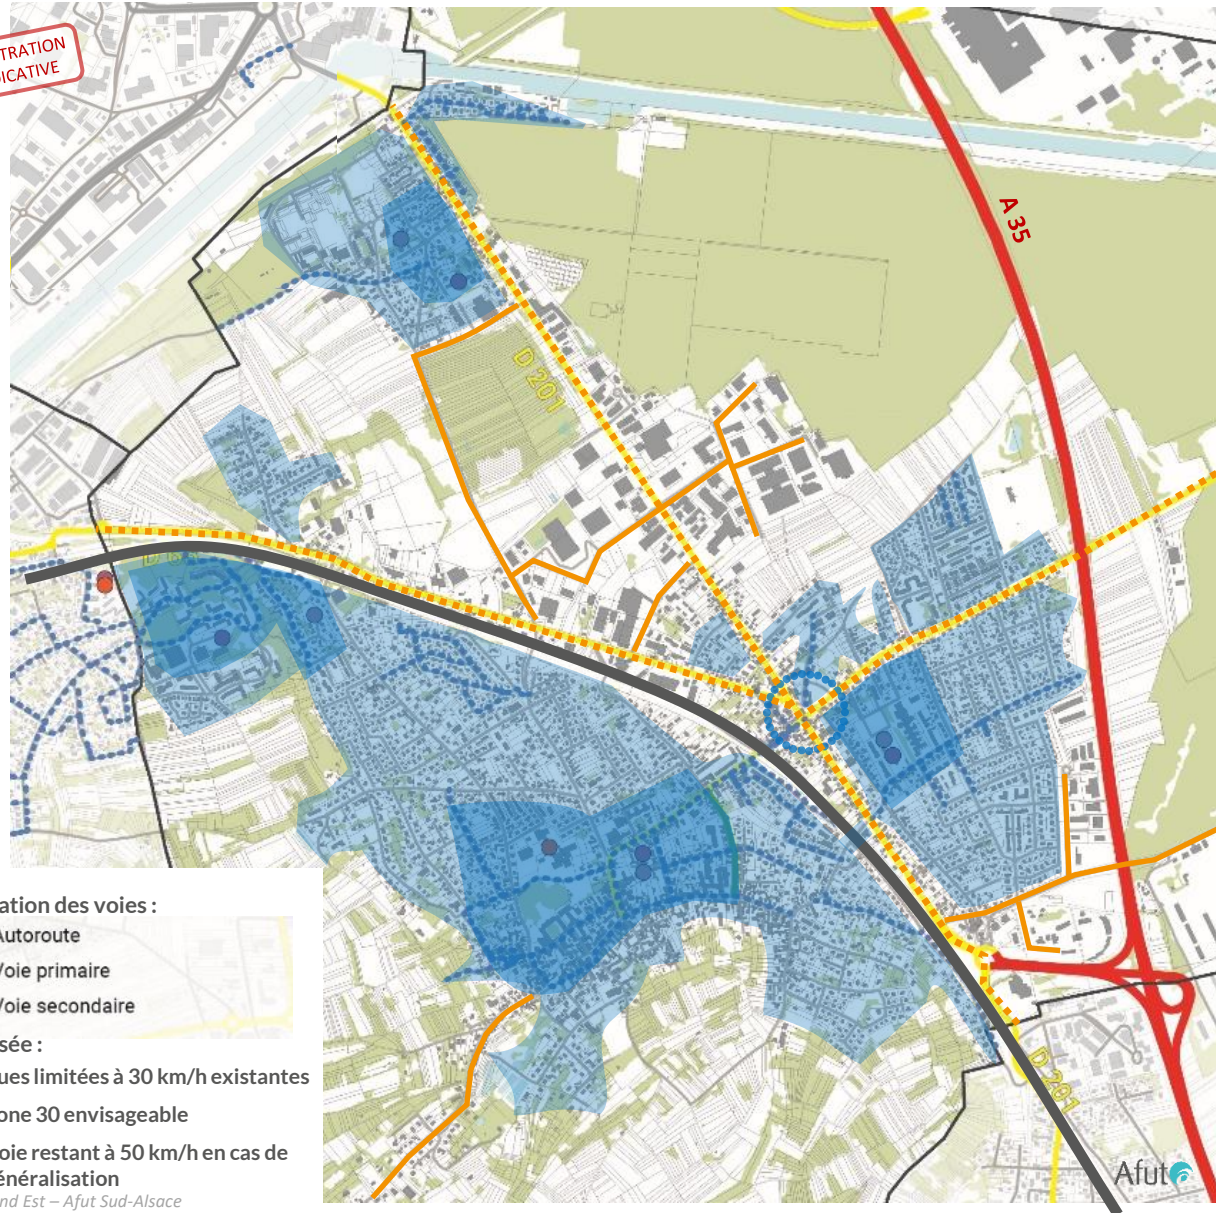 TRATION
DICATIVE
A 35
D 201
D 201
ation des voies :
Autoroute
Voie primaire
Voie secondaire
sée :
ues limitées à 30 km/h existantes
one 30 envisageable
oie restant à 50 km/h en cas de
énéralisation
nd Est – Afut Sud-Alsace
Afut